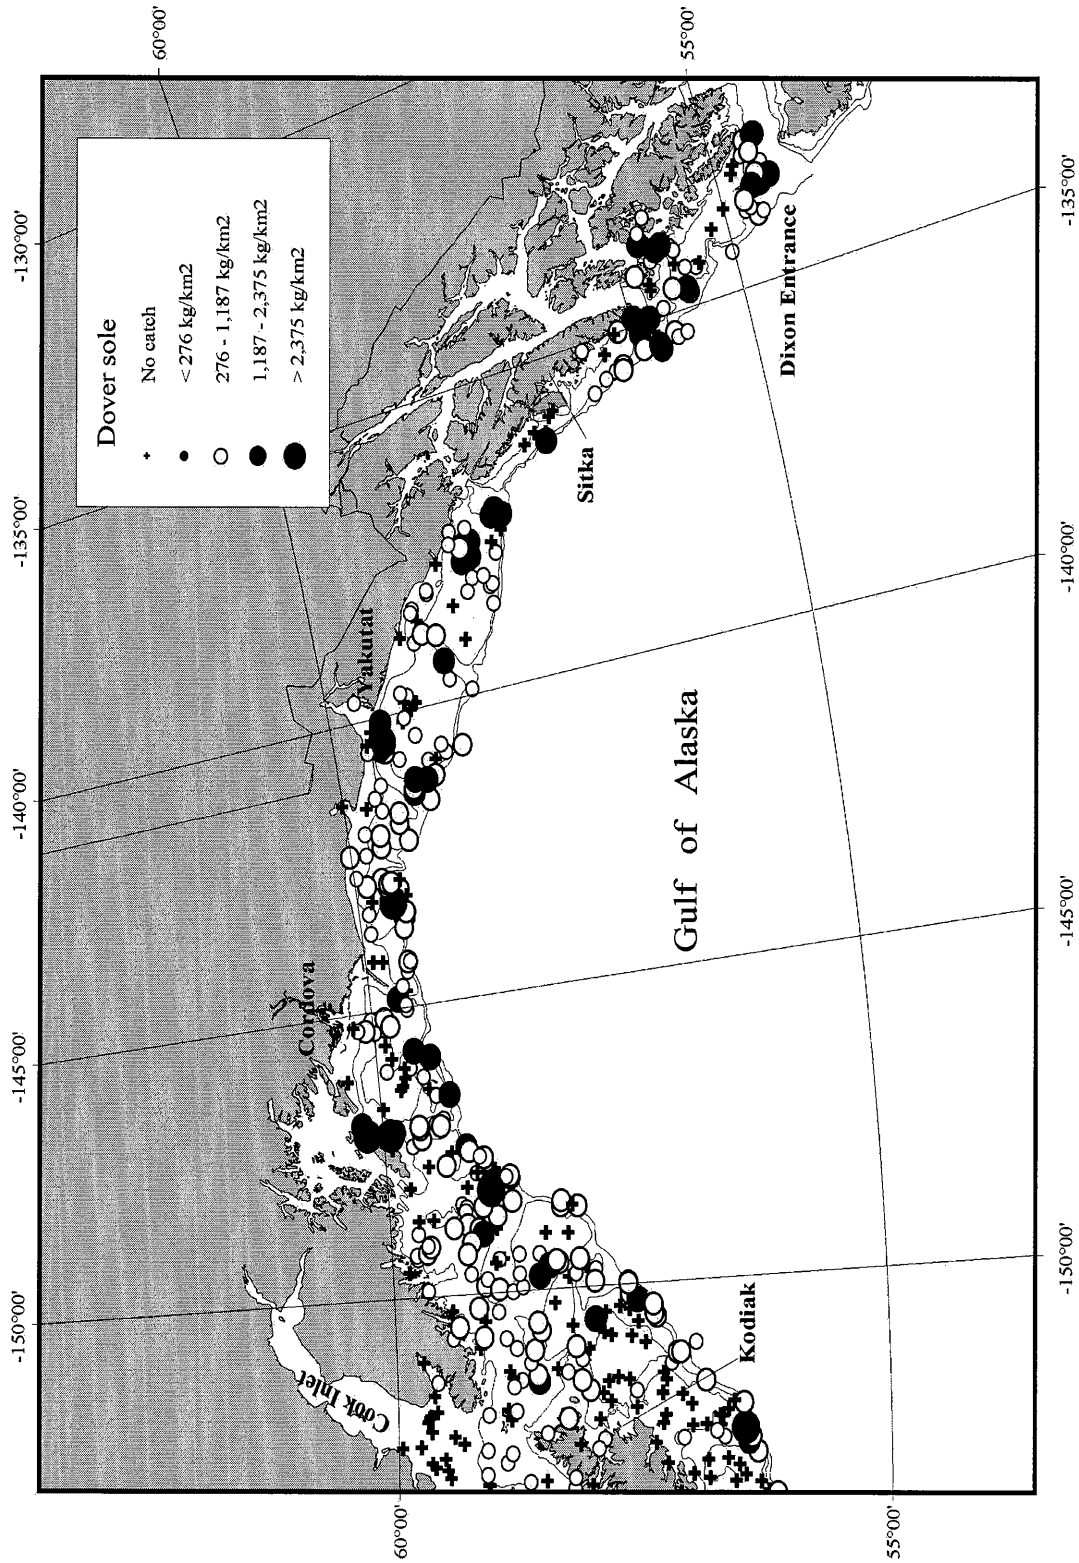 Dover sole
No catch
< 276 kg/km2
276 - 1,187 kg/km2
1,187 - 2,375 kg/km2
> 2,375 kg/km2
-150°00'
-145°00'
-140°00'
-135°00'
-130°00'
60°00'
55°00'
60°00'
55°00'
-150°00'
-145°00'
-140°00'
-135°00'
Cook Inlet
Cordova
Yakutat
Sitka
Dixon Entrance
Kodiak
Gulf of Alaska